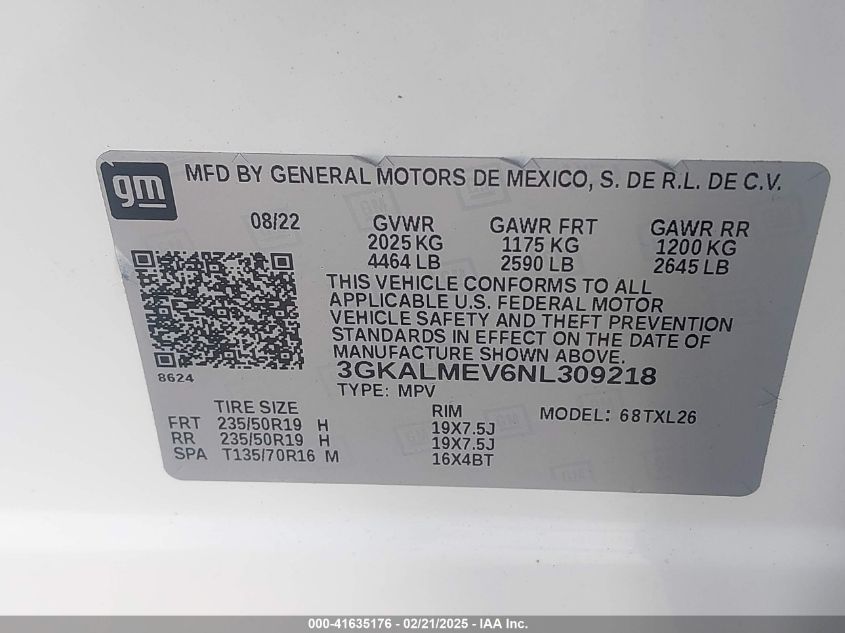 gm
MFD BY GENERAL MOTORS DE MEXICO, S. DE R.L. DE C.V.
08/22 GVWR GAWR FRT GAWR RR
2025 KG 1175 KG 1200 KG
4464 LB 2590 LB 2645 LB
THIS VEHICLE CONFORMS TO ALL
APPLICABLE U.S. FEDERAL MOTOR
VEHICLE SAFETY AND THEFT PREVENTION
STANDARDS IN EFFECT ON THE DATE OF
MANUFACTURE SHOWN ABOVE.
8624
3GKALMEV6NL309218
TYPE: MPV
TIRE SIZE RIM MODEL: 68TXL26
FRT 235/50R19 H 19X7.5J
RR 235/50R19 H 19X7.5J
SPA T135/70R16 M 16X4BT
000-41635176 - 02/21/2025 - IAA Inc.